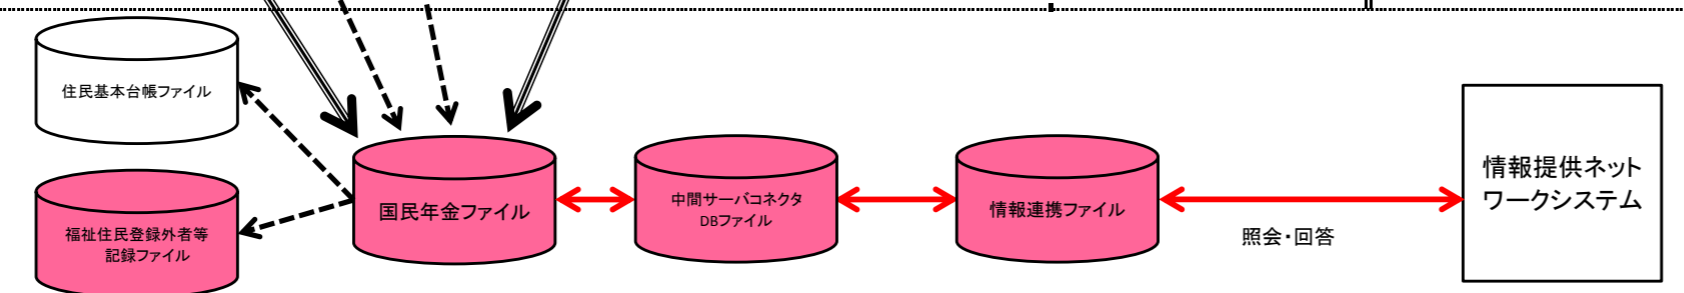 住民基本台帳ファイル
福祉住民登録外者等
記録ファイル
国民年金ファイル
中間サーバコネクタ
DBファイル
情報連携ファイル
照会・回答
情報提供ネット
ワークシステム